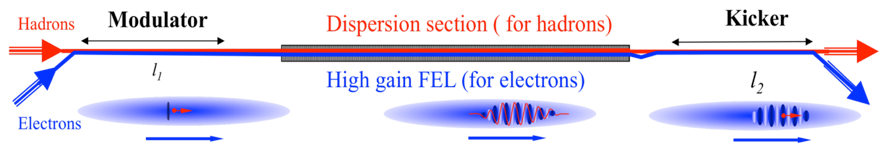 Modulator
Dispersion section ( for hadrons)
Kicker
Hadrons
l1
High gain FEL (for electrons)
l2
Electrons